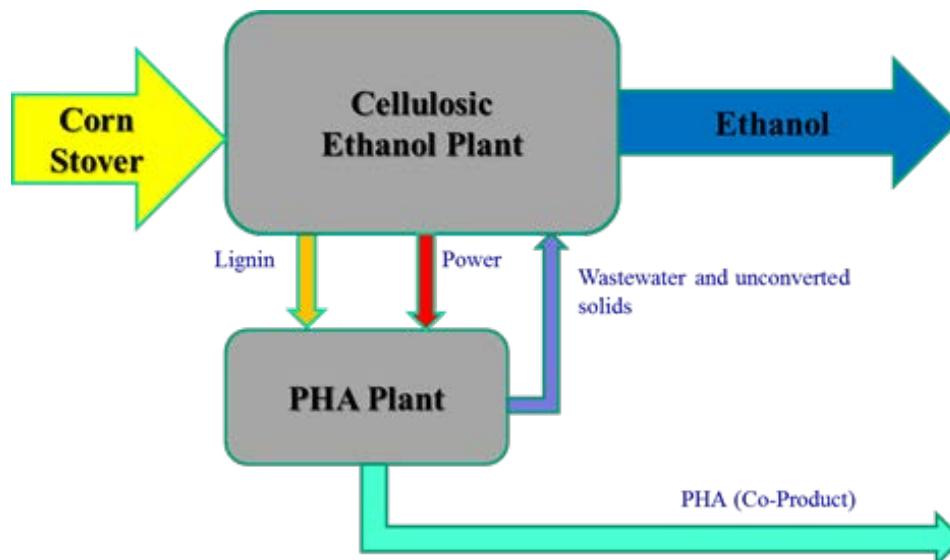 Corn
Stover
Cellulosic
Ethanol Plant
Ethanol
Lignin
Power
Wastewater and unconverted
solids
PHA Plant
PHA (Co-Product)